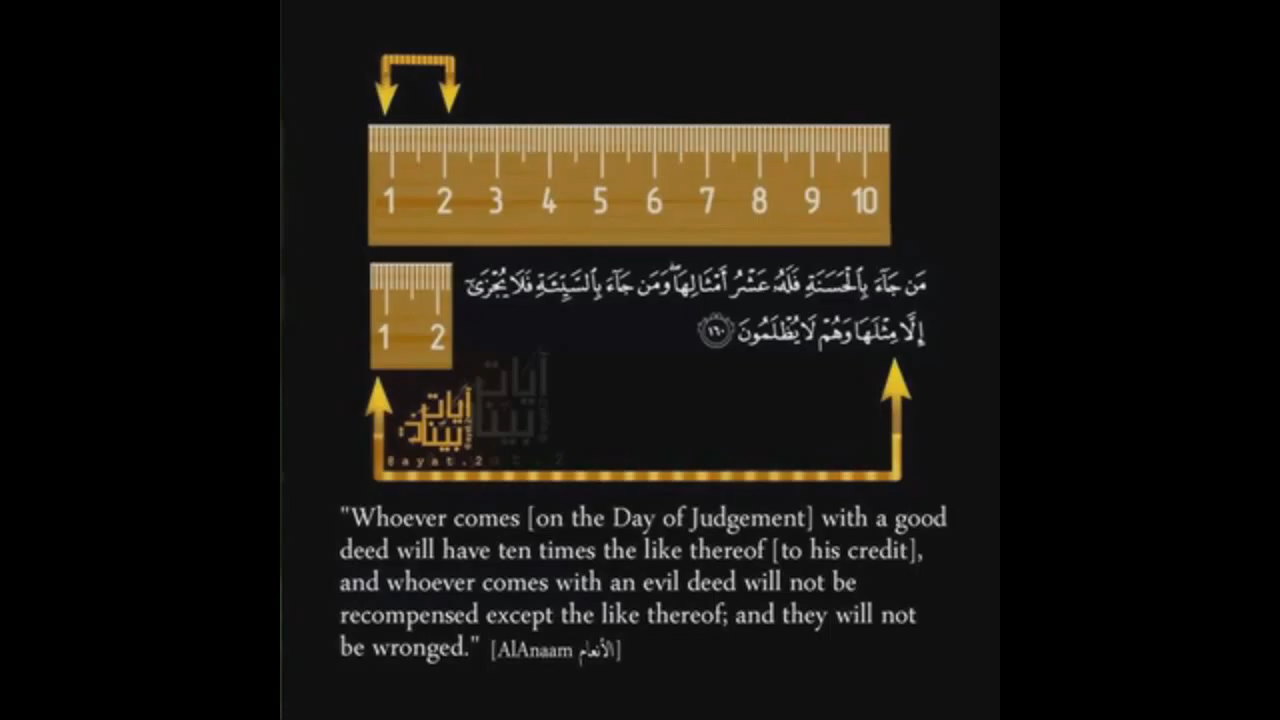 1 2 3 4 5 6 7 8 9 10
1 2
مَن جَآءَ بِٱلْحَسَنَةِ فَلَهُۥ عَشْرُ أَمْثَالِهَا ۖ وَمَن جَآءَ بِٱلسَّيِّئَةِ فَلَا يُجْزَىٰٓ
إِلَّا مِثْلَهَا وَهُمْ لَا يُظْلَمُونَ ١٦٠
آيات
بينات
@ayat.2
"Whoever comes [on the Day of Judgement] with a good
deed will have ten times the like thereof [to his credit],
and whoever comes with an evil deed will not be
recompensed except the like thereof; and they will not
be wronged." [AlAnaam الأنعام]